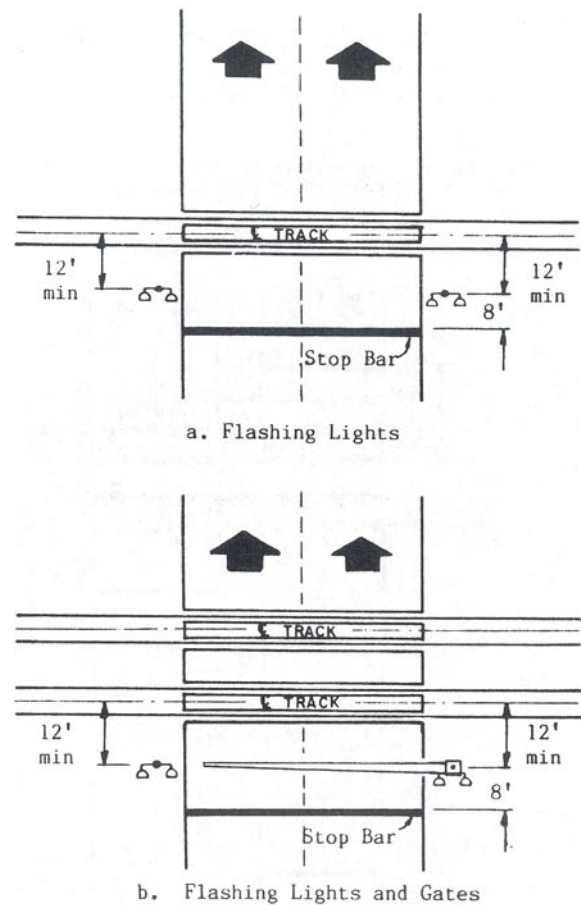 ℄ TRACK
12'
min
12'
min
8'
Stop Bar
a. Flashing Lights
℄ TRACK
℄ TRACK
12'
min
12'
min
8'
Stop Bar
b. Flashing Lights and Gates